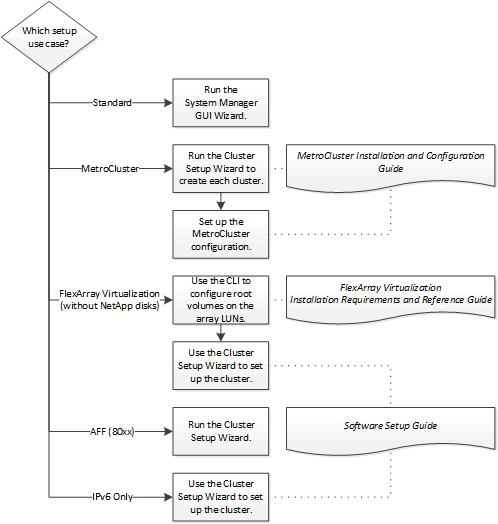 Which setup
use case?
Standard
Run the
System Manager
GUI Wizard.
MetroCluster
Run the Cluster
Setup Wizard to
create each cluster.
MetroCluster Installation and Configuration
Guide
Set up the
MetroCluster
configuration.
FlexArray Virtualization
(without NetApp disks)
Use the CLI to
configure root
volumes on the
array LUNs.
FlexArray Virtualization
Installation Requirements and Reference Guide
Use the Cluster
Setup Wizard to set
up the cluster.
AFF (80xx)
Run the Cluster
Setup Wizard.
Software Setup Guide
IPv6 Only
Use the Cluster
Setup Wizard to set
up the cluster.